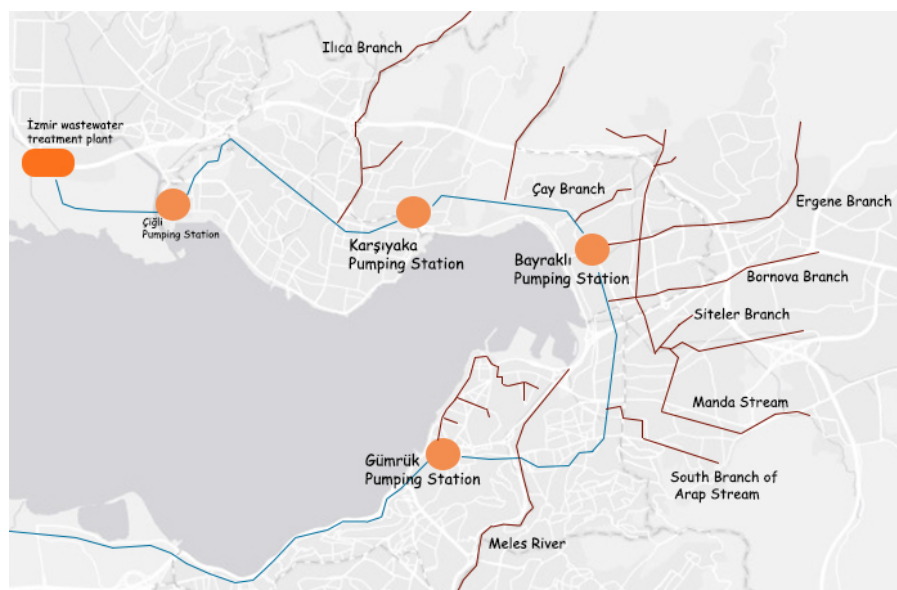 Ilıca Branch
İzmir wastewater
treatment plant
Çay Branch
Ergene Branch
Çiğli
Pumping Station
Karşıyaka
Pumping Station
Bayraklı
Pumping Station
Bornova Branch
Siteler Branch
Manda Stream
Gümrük
Pumping Station
South Branch of
Arap Stream
Meles River